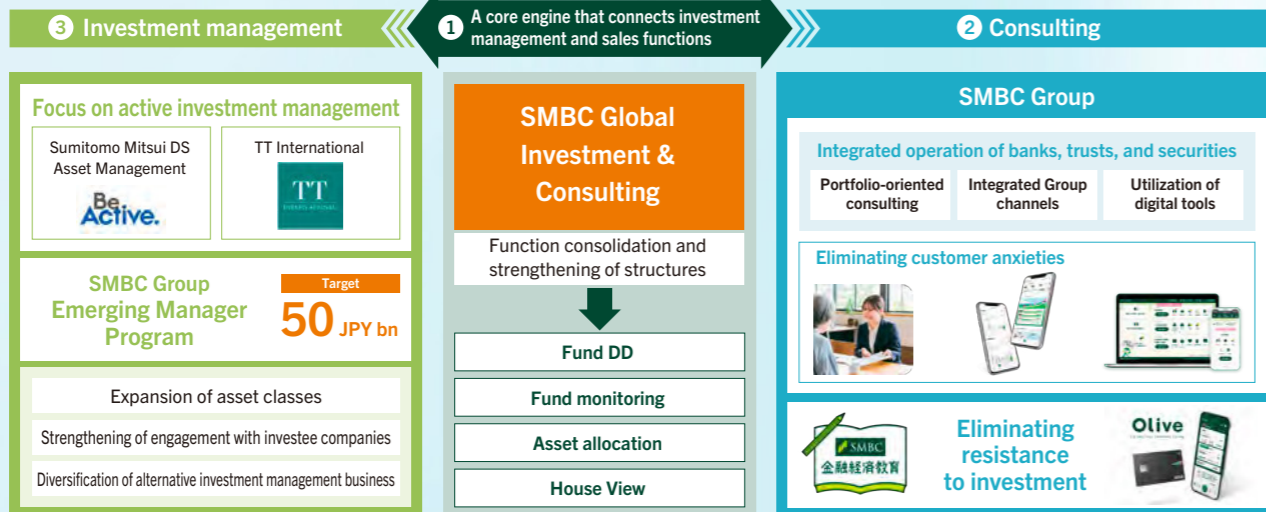 3 Investment management
1 A core engine that connects investment
management and sales functions
2 Consulting
Focus on active investment management
Sumitomo Mitsui DS
Asset Management
Be
Active.
TT International
TT
SMBC Group
Emerging Manager
Program
Target
50 JPY bn
Expansion of asset classes
Strengthening of engagement with investee companies
Diversification of alternative investment management business
SMBC Global
Investment &
Consulting
Function consolidation and
strengthening of structures
Fund DD
Fund monitoring
Asset allocation
House View
SMBC Group
Integrated operation of banks, trusts, and securities
Portfolio-oriented
consulting
Integrated Group
channels
Utilization of
digital tools
Eliminating customer anxieties
SMBC
金融経済教育
Eliminating
resistance
to investment
Olive